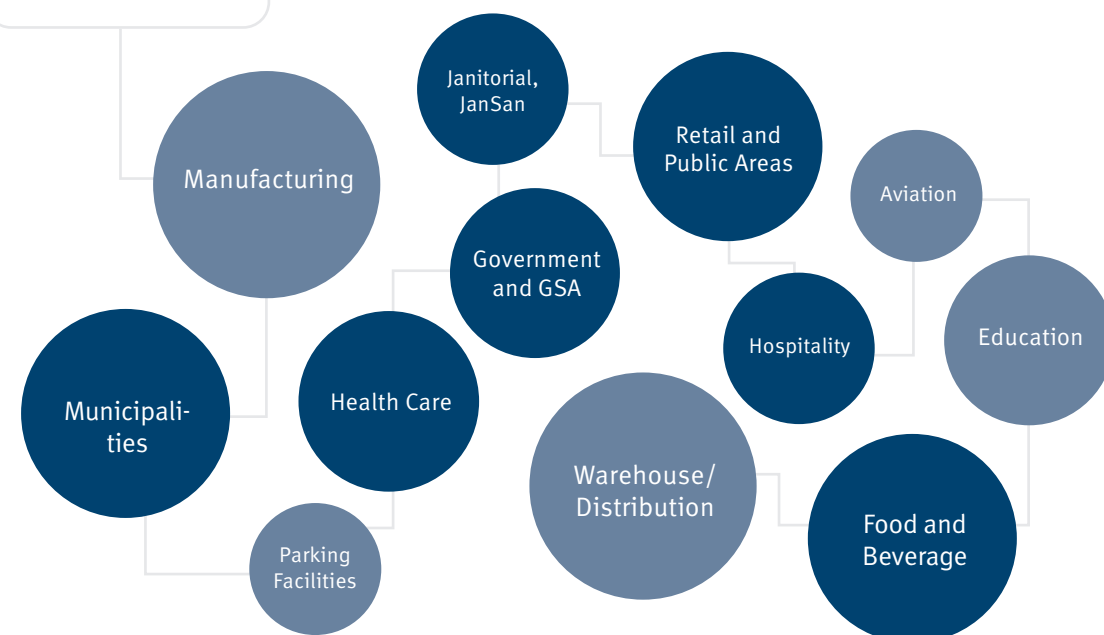 Janitorial,
JanSan
Retail and
Public Areas
Manufacturing
Aviation
Government
and GSA
Education
Hospitality
Municipali-
ties
Health Care
Warehouse/
Distribution
Food and
Beverage
Parking
Facilities